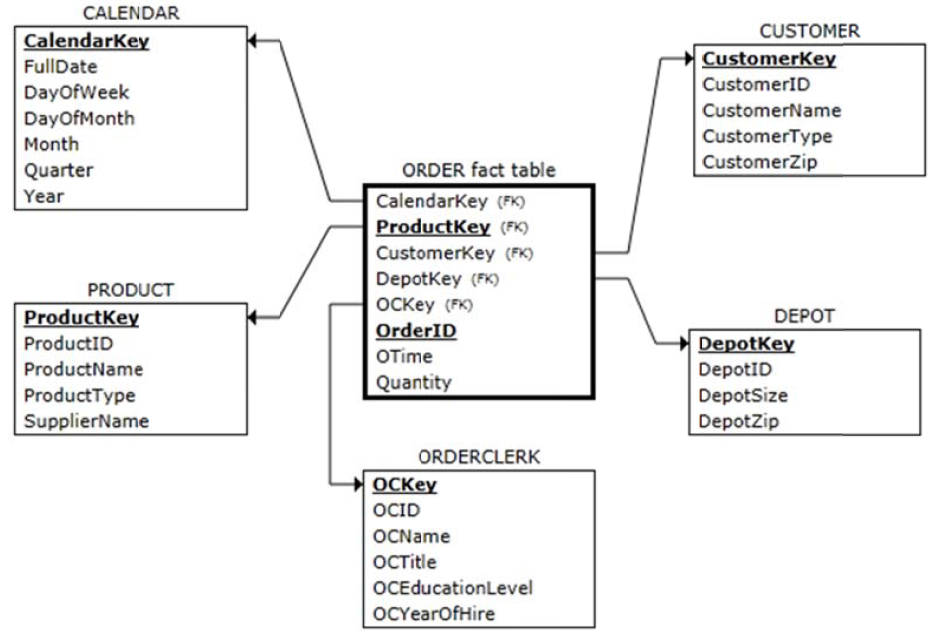 CALENDAR
CalendarKey
FullDate
DayOfWeek
DayOfMonth
Month
Quarter
Year
CUSTOMER
CustomerKey
CustomerID
CustomerName
CustomerType
CustomerZip
ORDER fact table
CalendarKey (FK)
ProductKey (FK)
CustomerKey (FK)
DepotKey (FK)
OCKey (FK)
OrderID
OTime
Quantity
PRODUCT
ProductKey
ProductID
ProductName
ProductType
SupplierName
DEPOT
DepotKey
DepotID
DepotSize
DepotZip
ORDERCLERK
OCKey
OCID
OCName
OCTitle
OCEducationLevel
OCYearOfHire